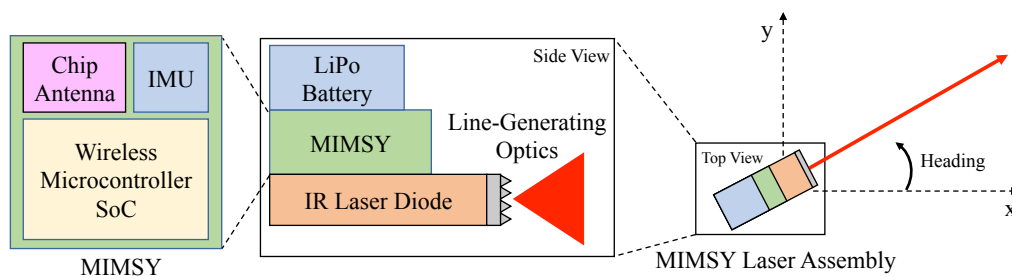 Chip
Antenna
IMU
Wireless
Microcontroller
SoC
MIMSY
Side View
LiPo
Battery
MIMSY
IR Laser Diode
Line-Generating
Optics
y
Top View
Heading
x
MIMSY Laser Assembly